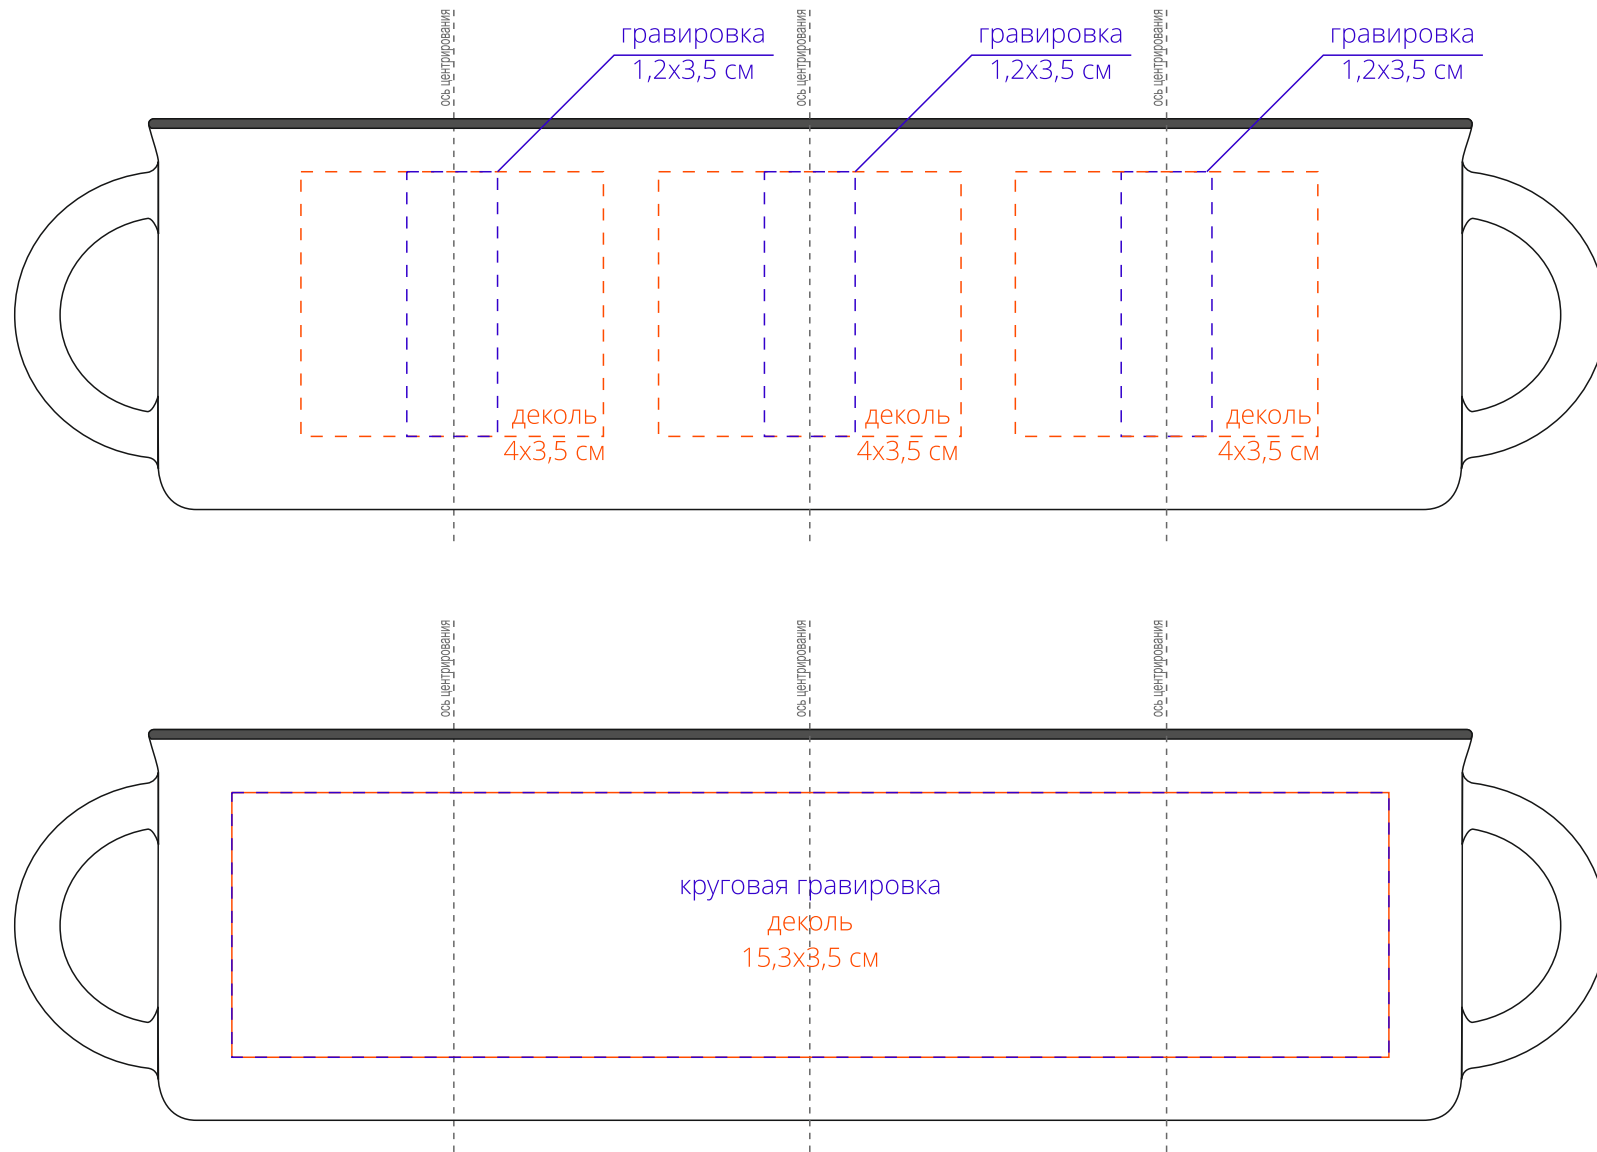 ось центрирования
ось центрирования
ось центрирования
гравировка
1,2х3,5 см
гравировка
1,2х3,5 см
гравировка
1,2х3,5 см
деколь
4х3,5 см
деколь
4х3,5 см
деколь
4х3,5 см
ось центрирования
ось центрирования
ось центрирования
круговая гравировка
деколь
15,3х3,5 см